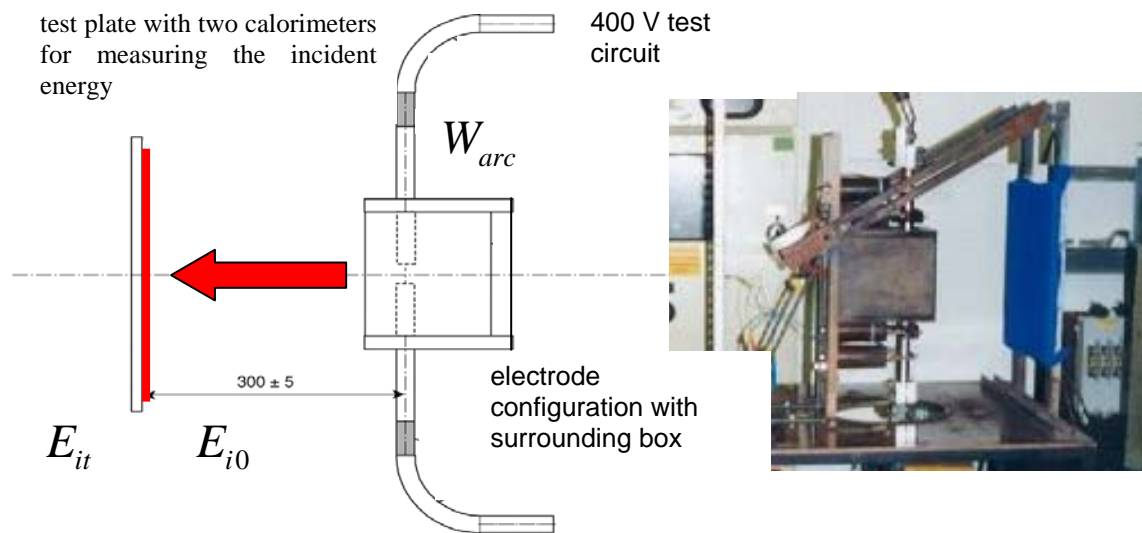 test plate with two calorimeters
for measuring the incident
energy
400 V test
circuit
W_arc
300 ± 5
electrode
configuration with
surrounding box
E_it
E_i0